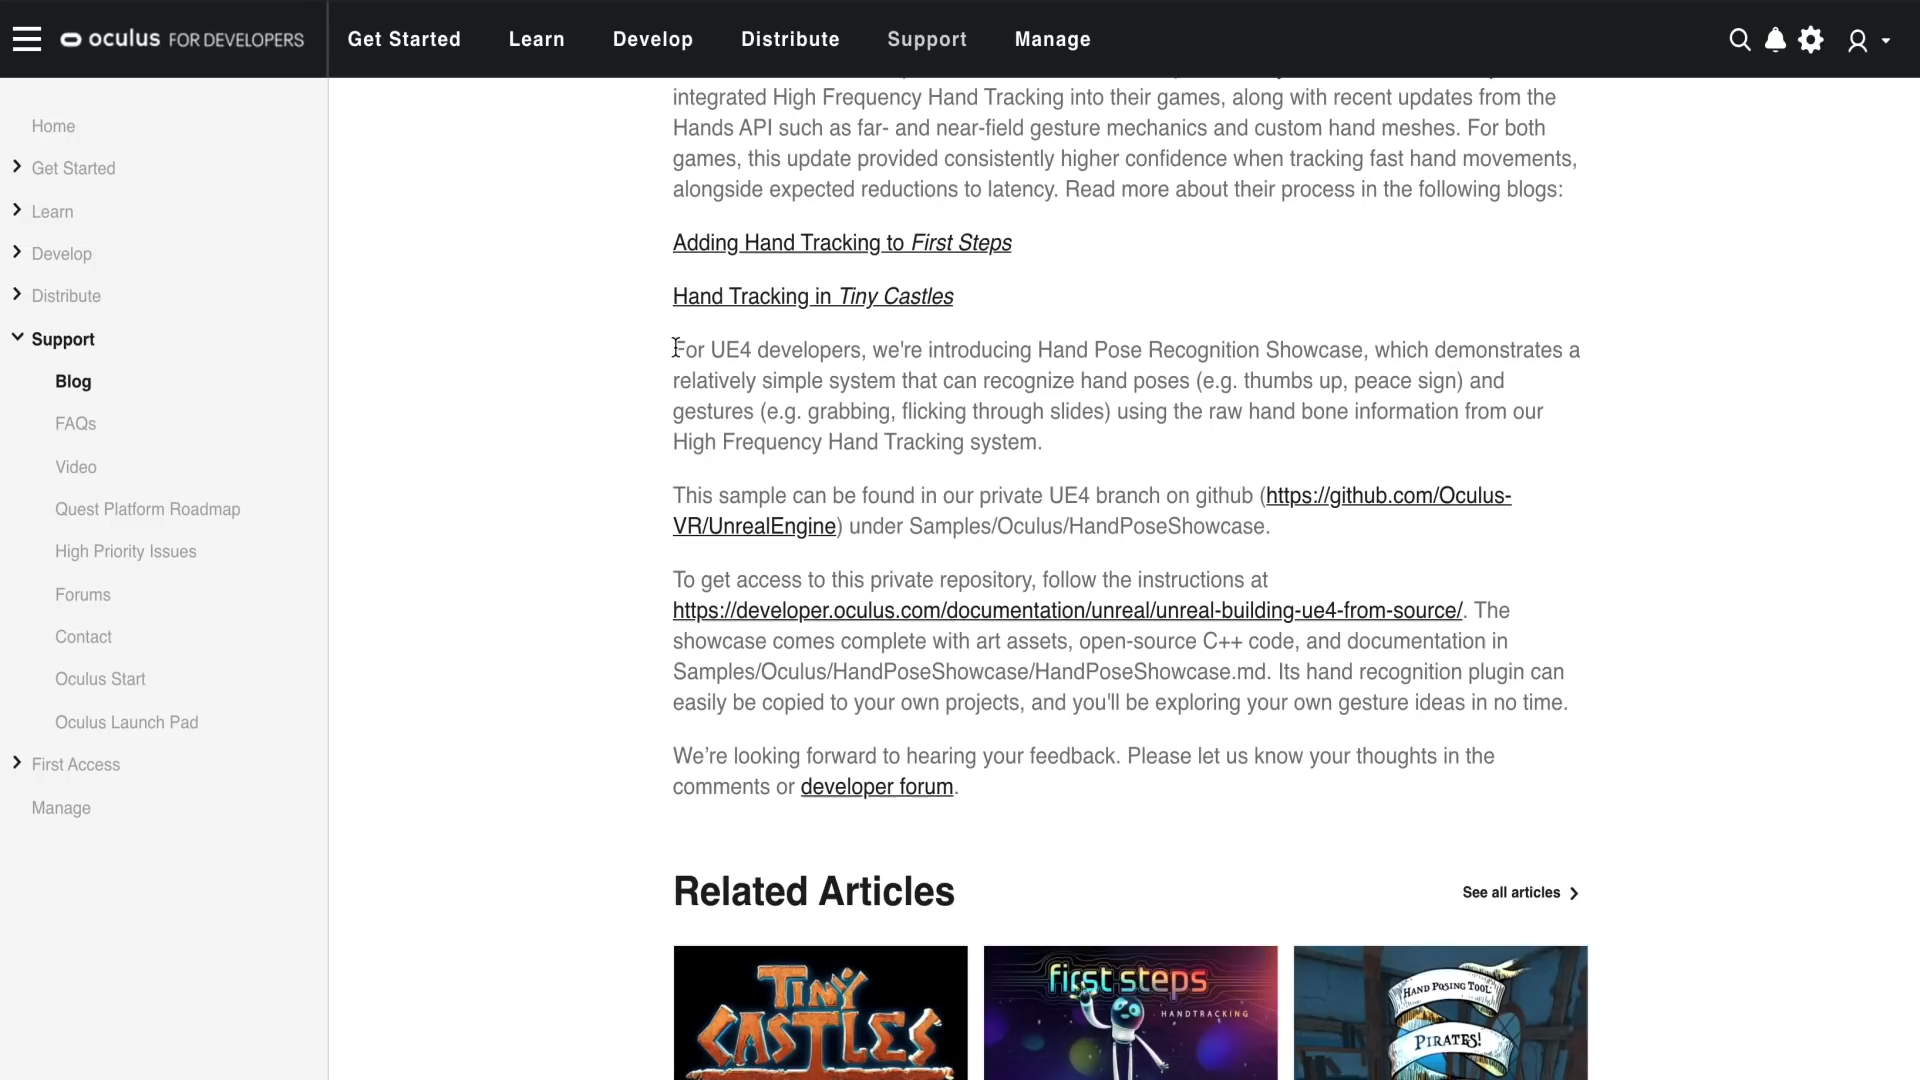 oculus FOR DEVELOPERS
Get Started
Learn
Develop
Distribute
Support
Manage
Home
Get Started
Learn
Develop
Distribute
Support
Blog
FAQs
Video
Quest Platform Roadmap
High Priority Issues
Forums
Contact
Oculus Start
Oculus Launch Pad
First Access
Manage
integrated High Frequency Hand Tracking into their games, along with recent updates from the
Hands API such as far- and near-field gesture mechanics and custom hand meshes. For both
games, this update provided consistently higher confidence when tracking fast hand movements,
alongside expected reductions to latency. Read more about their process in the following blogs:
Adding Hand Tracking to First Steps
Hand Tracking in Tiny Castles
For UE4 developers, we're introducing Hand Pose Recognition Showcase, which demonstrates a
relatively simple system that can recognize hand poses (e.g. thumbs up, peace sign) and
gestures (e.g. grabbing, flicking through slides) using the raw hand bone information from our
High Frequency Hand Tracking system.
This sample can be found in our private UE4 branch on github (https://github.com/Oculus-
VR/UnrealEngine) under Samples/Oculus/HandPoseShowcase.
To get access to this private repository, follow the instructions at
https://developer.oculus.com/documentation/unreal/unreal-building-ue4-from-source/. The
showcase comes complete with art assets, open-source C++ code, and documentation in
Samples/Oculus/HandPoseShowcase/HandPoseShowcase.md. Its hand recognition plugin can
easily be copied to your own projects, and you'll be exploring your own gesture ideas in no time.
We’re looking forward to hearing your feedback. Please let us know your thoughts in the
comments or developer forum.
Related Articles
See all articles
TINY
CASTLES
first steps
HANDTRACKING
HAND POSING TOOL
PIRATES!